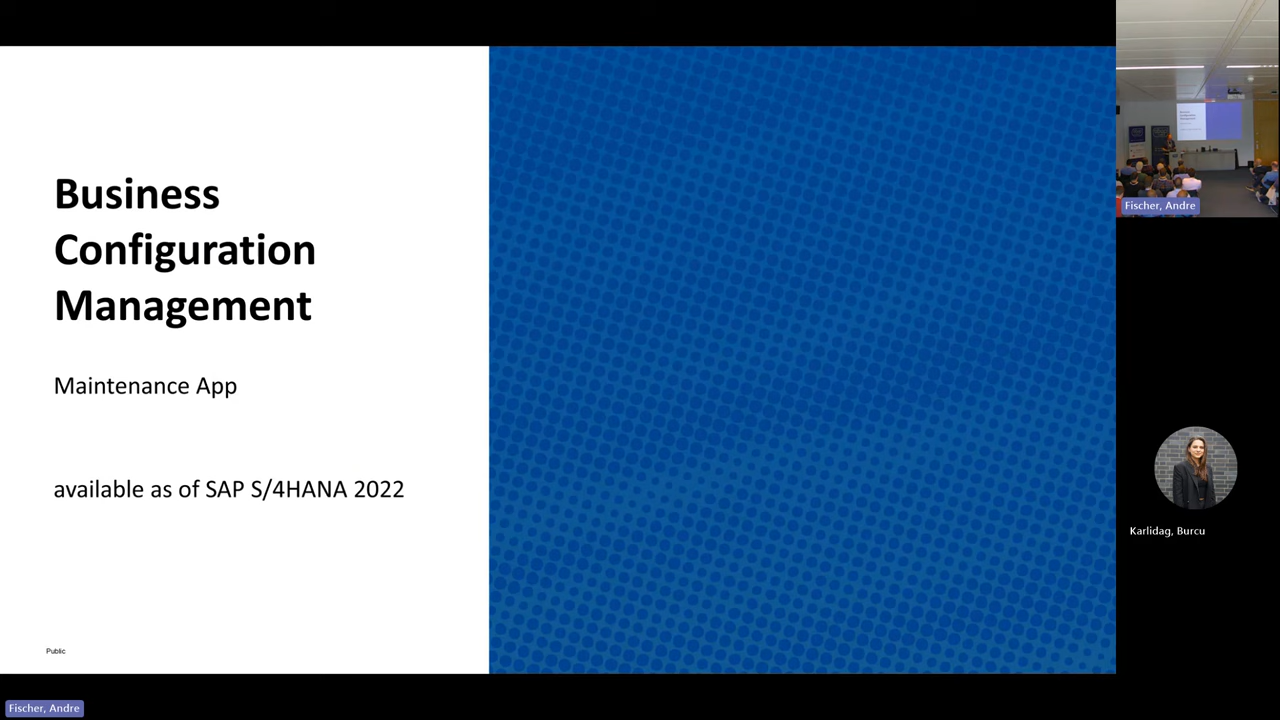 Business
Configuration
Management
Maintenance App
available as of SAP S/4HANA 2022
Public
Fischer, Andre
Fischer, Andre
Karlidag, Burcu